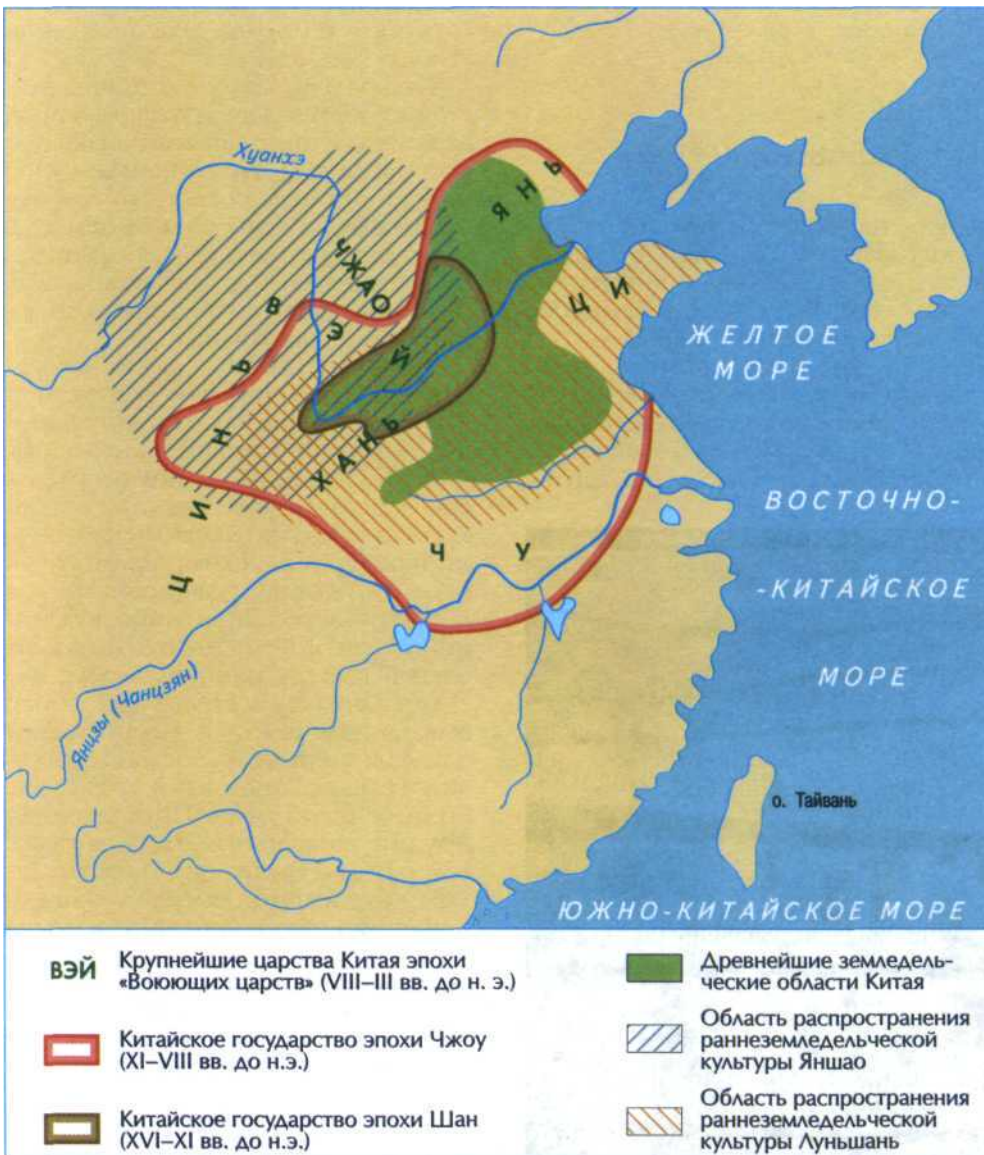 Хуанхэ
ЯНЬ
ЧЖАО
ВЭЙ
ЦИ
ЖЕЛТОЕ
МОРЕ
ЦИНЬ
ХАНЬ
ВОСТОЧНО-
-КИТАЙСКОЕ
МОРЕ
ЧУ
Янцзы (Чанцзян)
о. Тайвань
ЮЖНО-КИТАЙСКОЕ МОРЕ
ВЭЙ
Крупнейшие царства Китая эпохи
«Воюющих царств» (VIII–III вв. до н. э.)
Китайское государство эпохи Чжоу
(XI–VIII вв. до н.э.)
Китайское государство эпохи Шан
(XVI–XI вв. до н.э.)
Древнейшие земледель-
ческие области Китая
Область распространения
раннеземледельческой
культуры Яншао
Область распространения
раннеземледельческой
культуры Луньшань